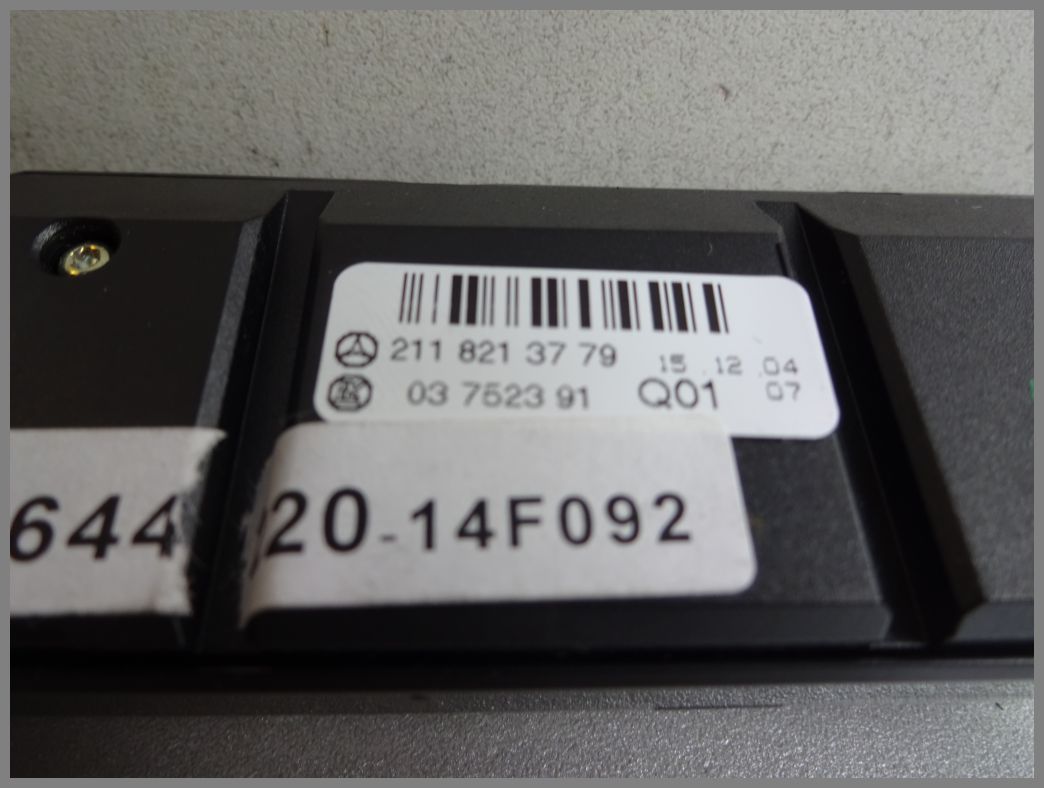 211 821 37 79 15 .12 .04
03 7523 91 Q01 07
644 20-14F092